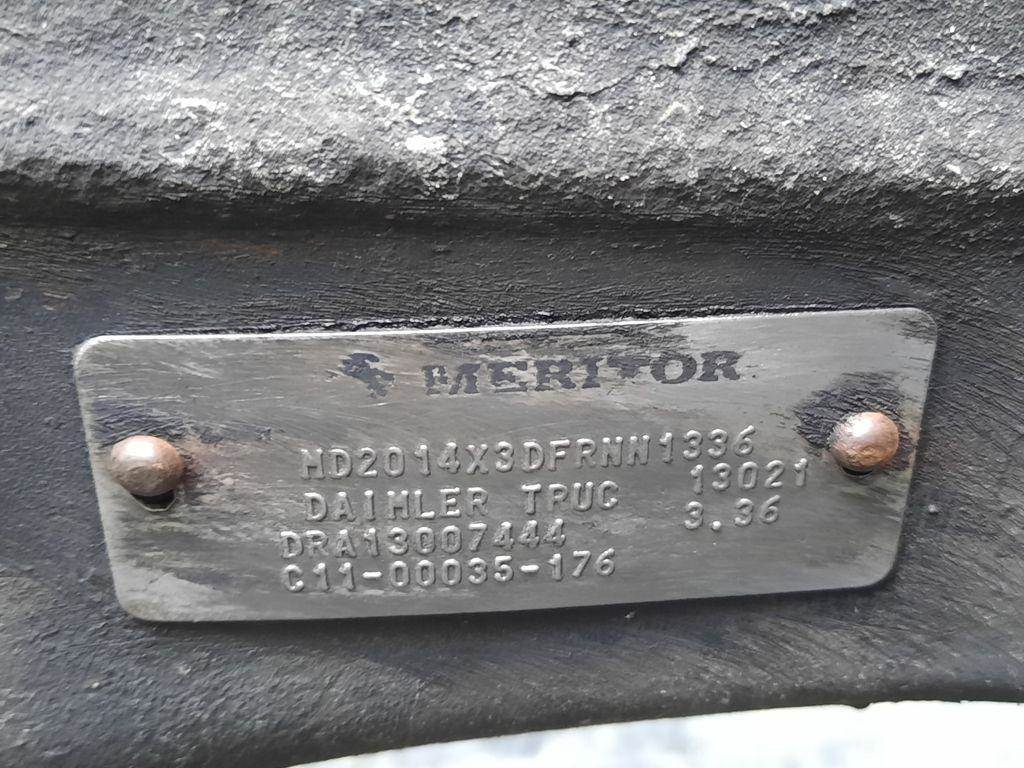 MERITOR
MD2014X3DFRNN1336
DAIMLER TRUC 13021
DRA13007444 3.36
C11-00035-176